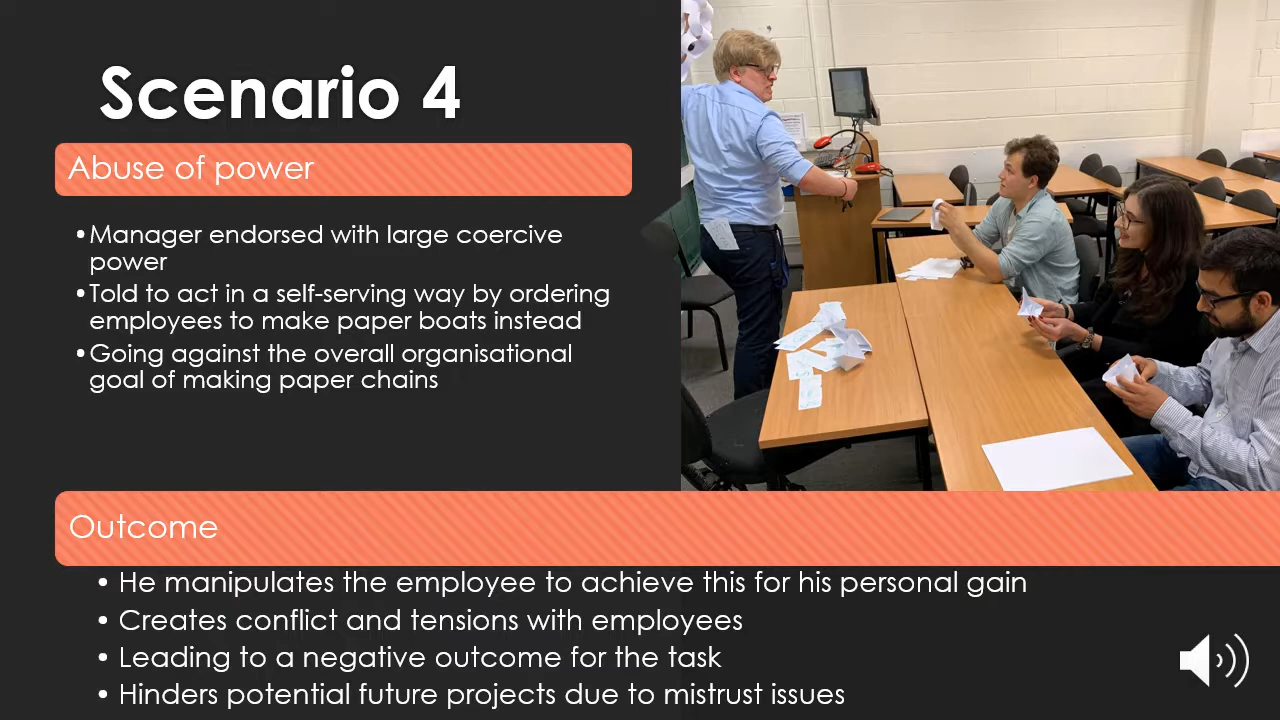 Scenario 4
Abuse of power
•Manager endorsed with large coercive
power
•Told to act in a self-serving way by ordering
employees to make paper boats instead
•Going against the overall organisational
goal of making paper chains
Outcome
• He manipulates the employee to achieve this for his personal gain
• Creates conflict and tensions with employees
• Leading to a negative outcome for the task
• Hinders potential future projects due to mistrust issues